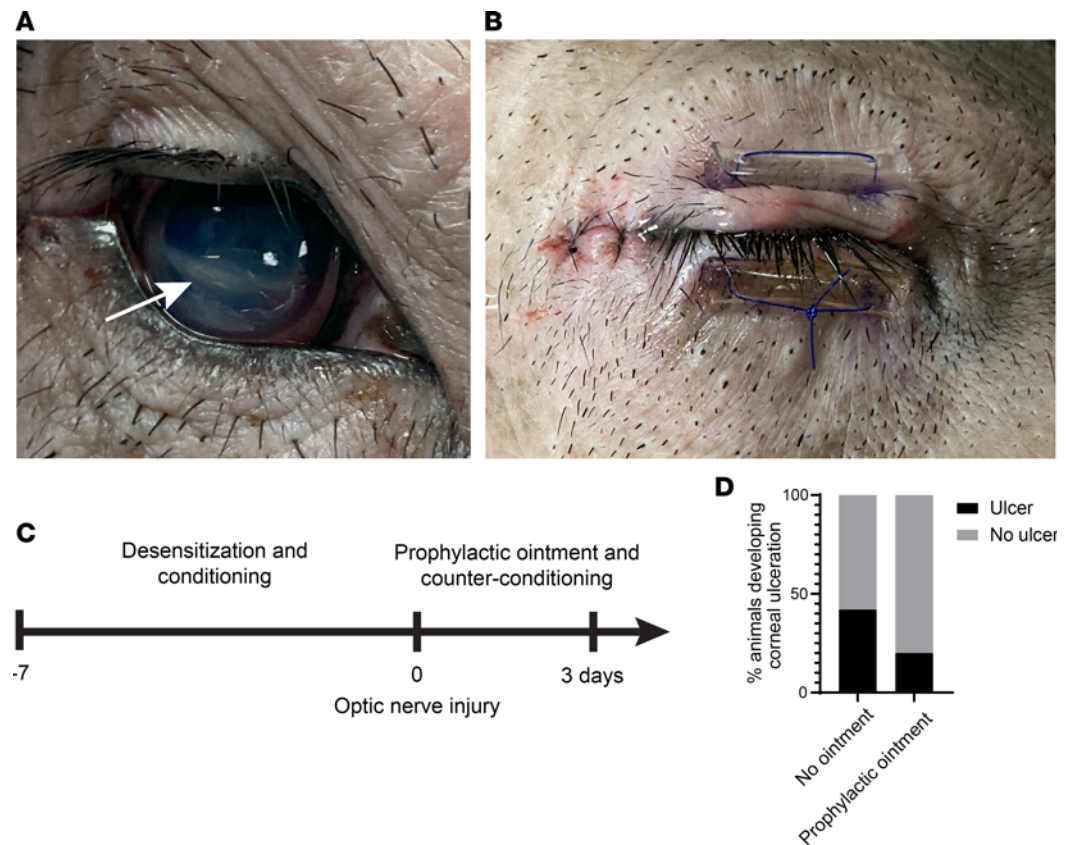 A
B
C
Desensitization and
conditioning
Prophylactic ointment and
counter-conditioning
-7
0
3 days
Optic nerve injury
D
% animals developing
corneal ulceration
100
50
0
Ulcer
No ulcer
No ointment
Prophylactic ointment